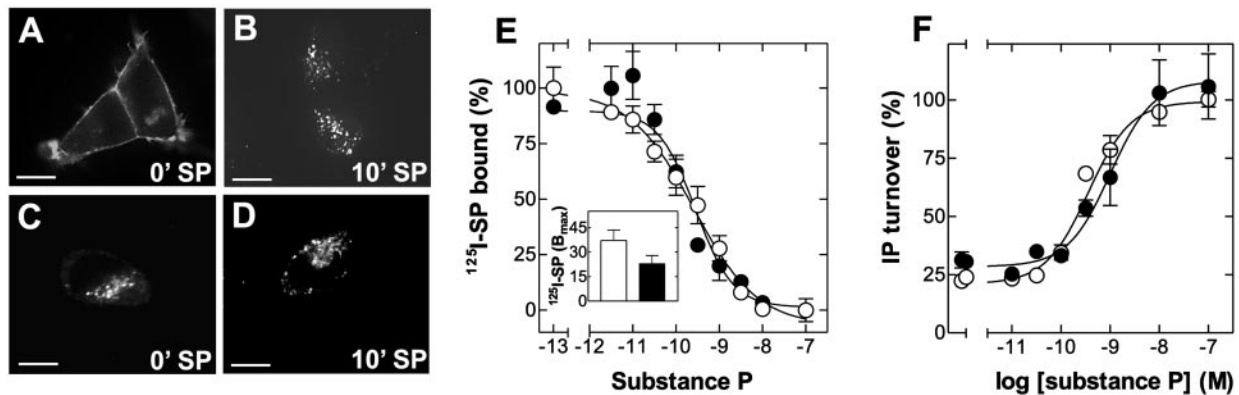 A
0' SP
B
10' SP
C
0' SP
D
10' SP
E
¹²⁵I-SP bound (%)
100
75
50
25
0
¹²⁵I-SP (Bmax)
45
30
15
0
-13 -12 -11 -10 -9 -8 -7
Substance P
F
IP turnover (%)
100
75
50
25
0
-11 -10 -9 -8 -7
log [substance P] (M)